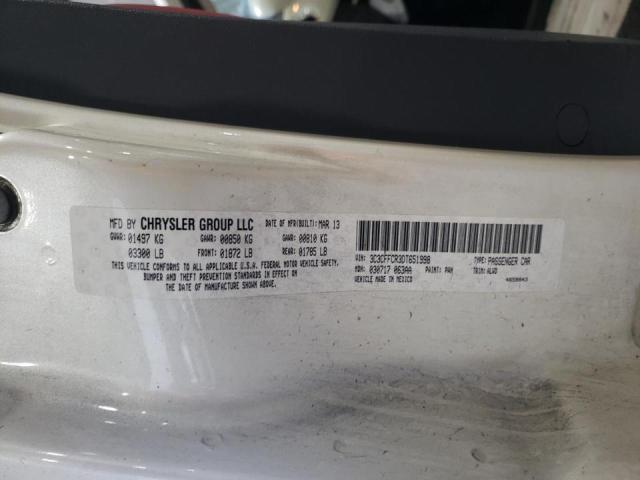 MFD BY CHRYSLER GROUP LLC DATE OF MFR(BUILT): MAR 13
GVWR: 01497 KG GAWR: 00850 KG GAWR: 00810 KG
03300 LB FRONT: 01872 LB REAR: 01785 LB
THIS VEHICLE CONFORMS TO ALL APPLICABLE U.S.A. FEDERAL MOTOR VEHICLE SAFETY,
BUMPER AND THEFT PREVENTION STANDARDS IN EFFECT ON
THE DATE OF MANUFACTURE SHOWN ABOVE.
VIN: 3C3CFFCR3DT651998 TYPE: PASSENGER CAR
MDH: 030717 063AA PAINT: PAN TRIM: ALWD
VEHICLE MADE IN MEXICO